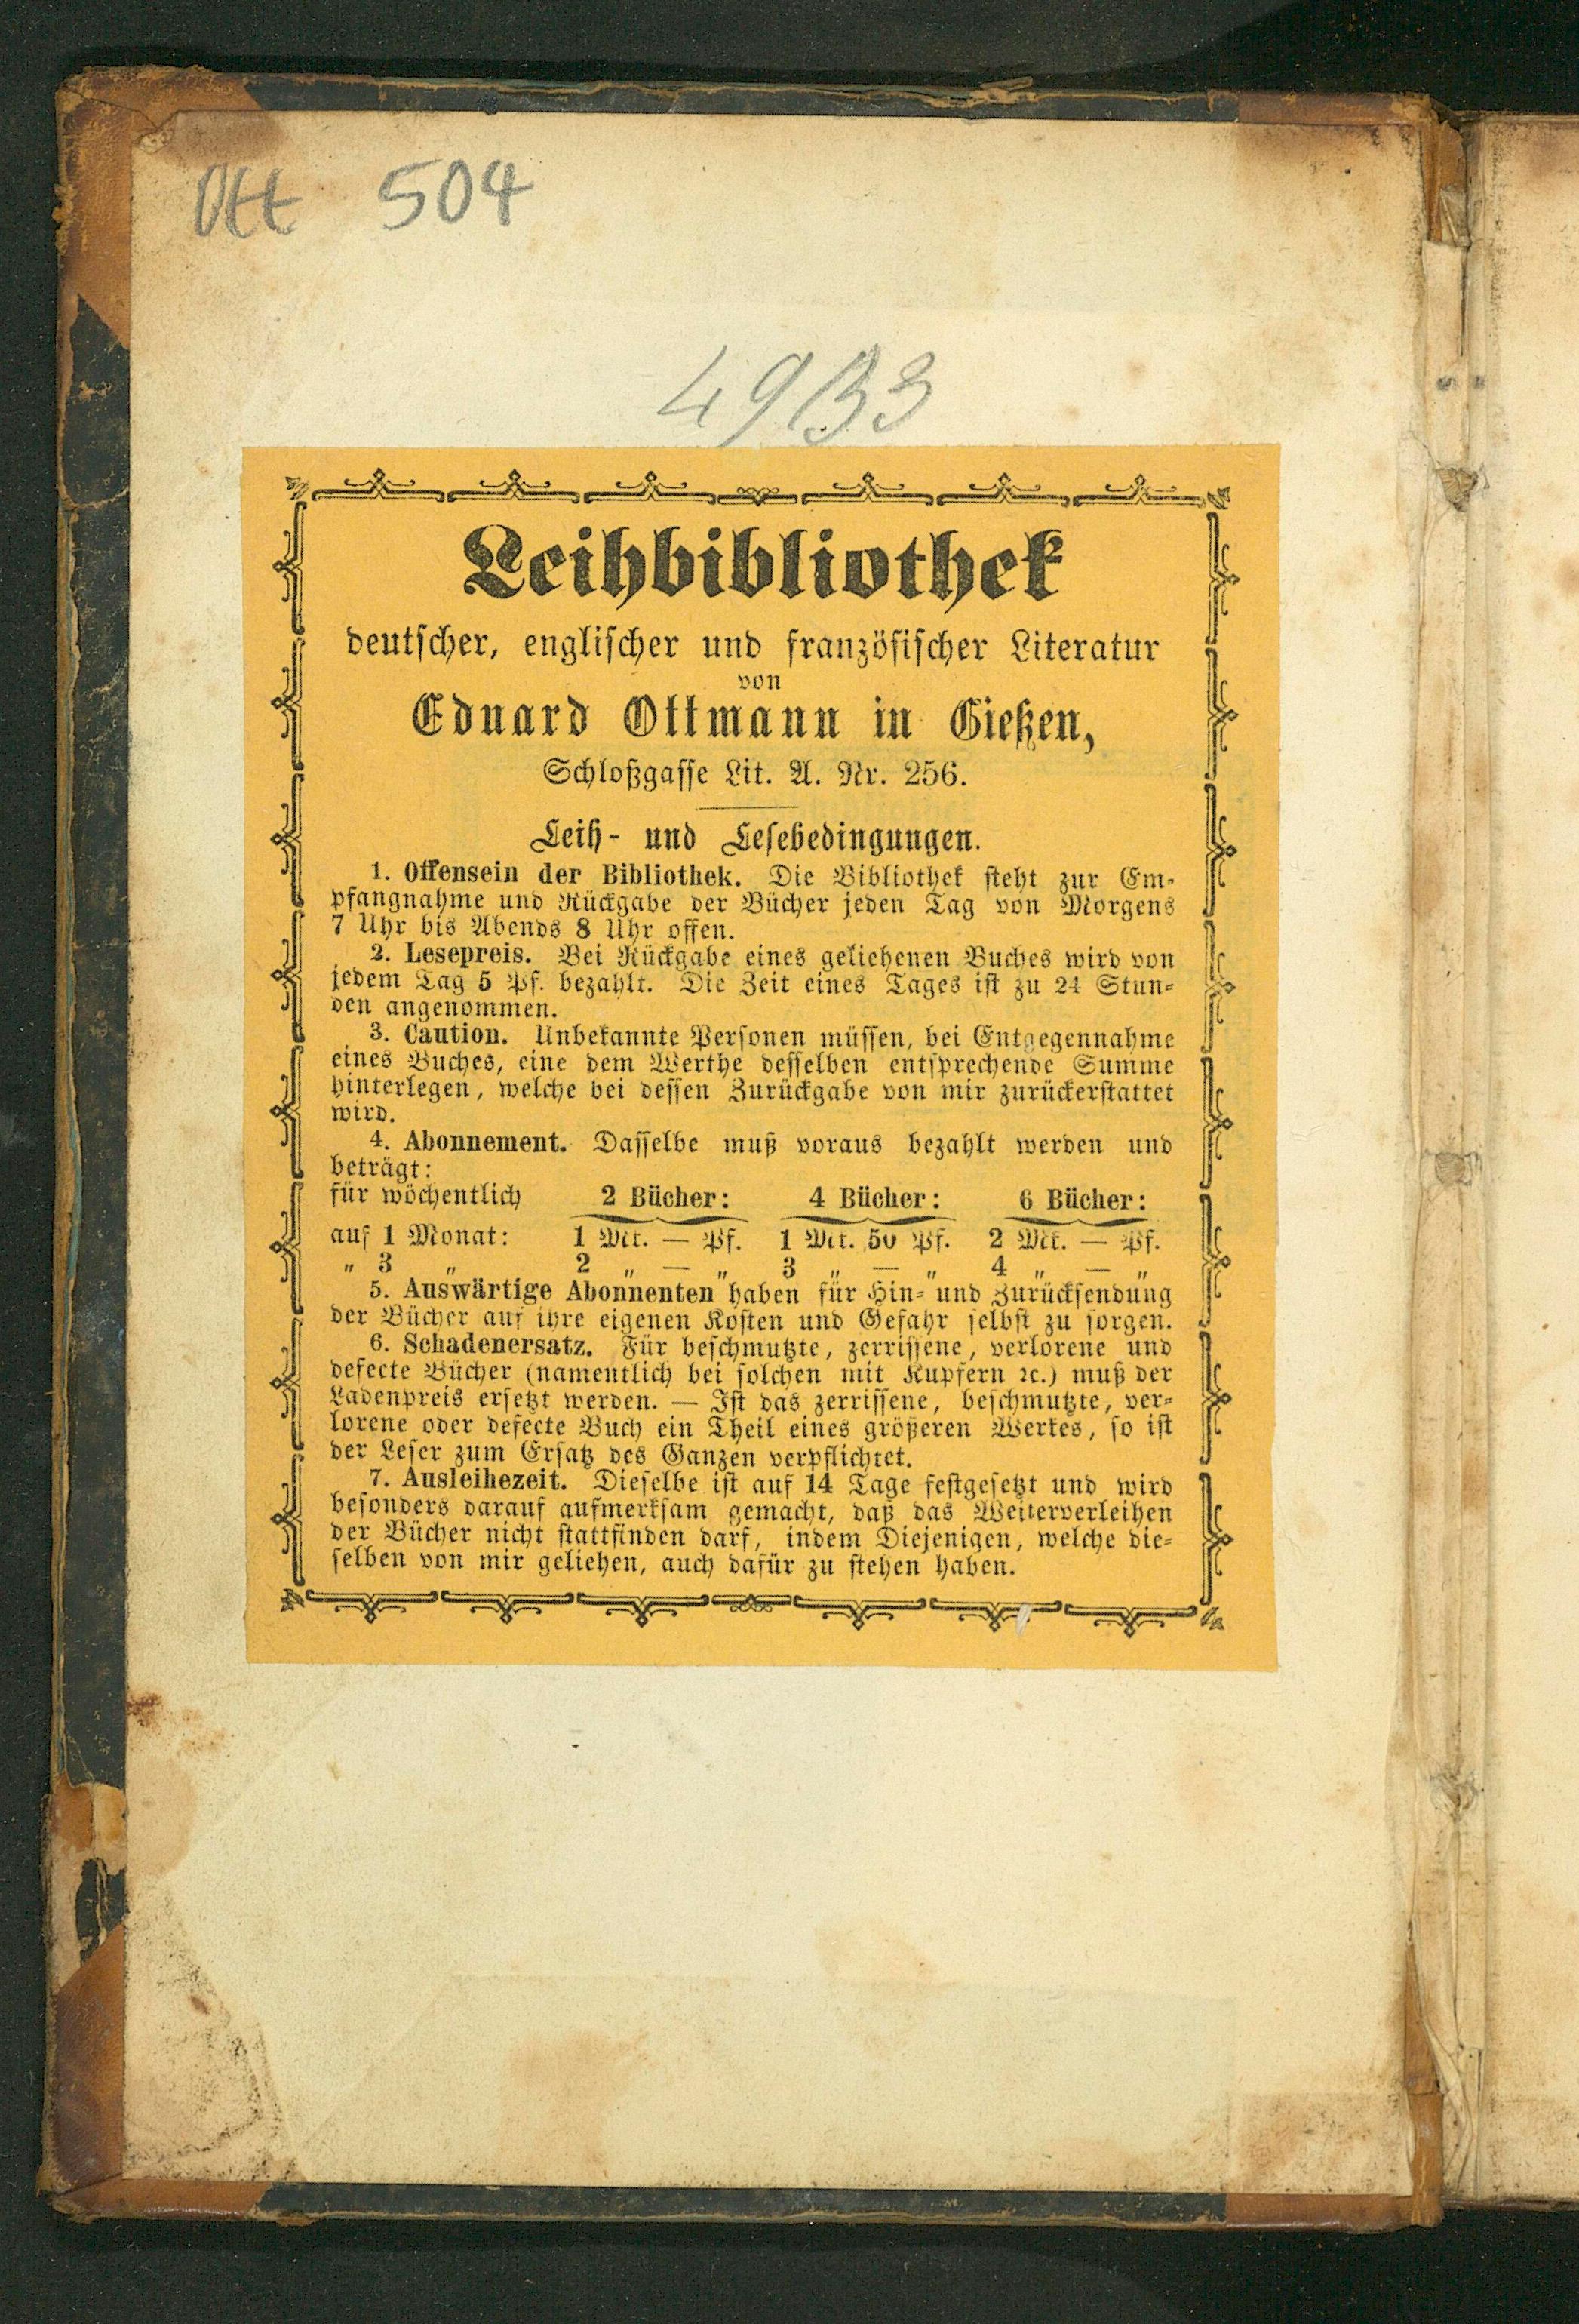 Ott 504
4933
Leihbibliothek
deutscher, englischer und französischer Literatur
von
Eduard Ottmann in Gießen,
Schloßgasse Lit. A. Nr. 256.
Leih- und Lesebedingungen.
1. Offensein der Bibliothek. Die Bibliothek steht zur Em-
pfangnahme und Rückgabe der Bücher jeden Tag von Morgens
7 Uhr bis Abends 8 Uhr offen.
2. Lesepreis. Bei Rückgabe eines geliehenen Buches wird von
jedem Tag 5 Pf. bezahlt. Die Zeit eines Tages ist zu 24 Stun-
den angenommen.
3. Caution. Unbekannte Personen müssen, bei Entgegennahme
eines Buches, eine dem Werthe desselben entsprechende Summe
hinterlegen, welche bei dessen Zurückgabe von mir zurückerstattet
wird.
4. Abonnement. Dasselbe muß voraus bezahlt werden und
beträgt:
für wöchentlich 2 Bücher: 4 Bücher: 6 Bücher:
auf 1 Monat: 1 Mk. — Pf. 1 Mk. 50 Pf. 2 Mk. — Pf.
" 3 " 2 " — " 3 " — " 4 " — "
5. Auswärtige Abonnenten haben für Hin- und Zurücksendung
der Bücher auf ihre eigenen Kosten und Gefahr selbst zu sorgen.
6. Schadenersatz. Für beschmutzte, zerrissene, verlorene und
defecte Bücher (namentlich bei solchen mit Kupfern ꝛc.) muß der
Ladenpreis ersetzt werden. — Ist das zerrissene, beschmutzte, ver-
lorene oder defecte Buch ein Theil eines größeren Werkes, so ist
der Leser zum Ersatz des Ganzen verpflichtet.
7. Ausleihezeit. Dieselbe ist auf 14 Tage festgesetzt und wird
besonders darauf aufmerksam gemacht, daß das Weiterverleihen
der Bücher nicht stattfinden darf, indem Diejenigen, welche die-
selben von mir geliehen, auch dafür zu stehen haben.